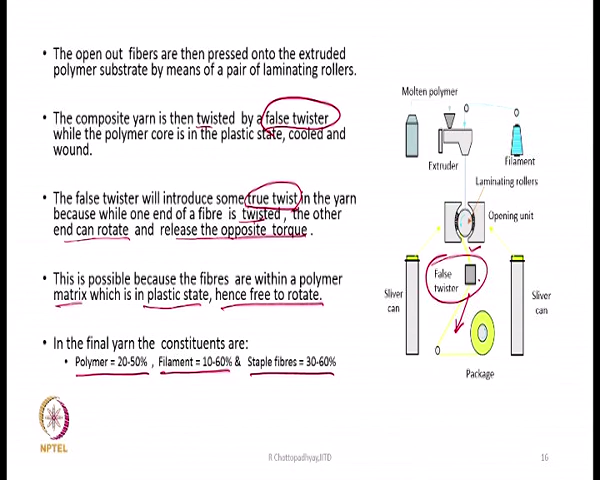 The open out fibers are then pressed onto the extruded
polymer substrate by means of a pair of laminating rollers.
The composite yarn is then twisted by a false twister
while the polymer core is in the plastic state, cooled and
wound.
The false twister will introduce some true twist in the yarn
because while one end of a fibre is twisted , the other
end can rotate and release the opposite torque .
This is possible because the fibres are within a polymer
matrix which is in plastic state, hence free to rotate.
In the final yarn the constituents are:
Polymer = 20-50% , Filament = 10-60% & Staple fibres = 30-60%
Molten polymer
Extruder
Filament
Laminating rollers
Opening unit
False
twister
Sliver
can
Sliver
can
Package
NPTEL
R Chattopadhyay,IITD
16